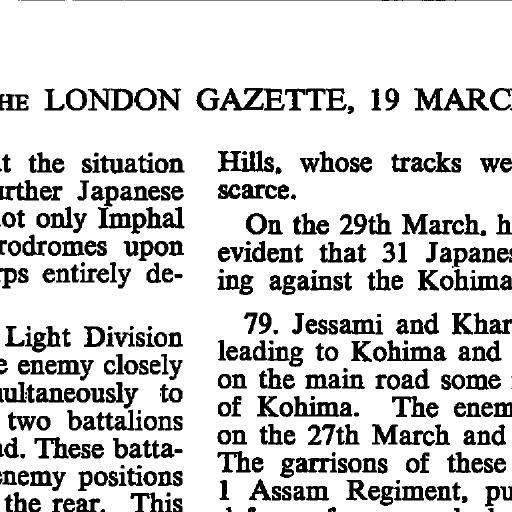 HE LONDON GAZETTE, 19 MARC
t the situation
urther Japanese
ot only Imphal
rodromes upon
rps entirely de-
Light Division
e enemy closely
multaneously to
two battalions
ad. These batta-
enemy positions
the rear. This
Hills, whose tracks we
scarce.
On the 29th March, h
evident that 31 Japanes
ing against the Kohima
79. Jessami and Khar
leading to Kohima and
on the main road some
of Kohima. The enem
on the 27th March and
The garrisons of these
1 Assam Regiment, pu